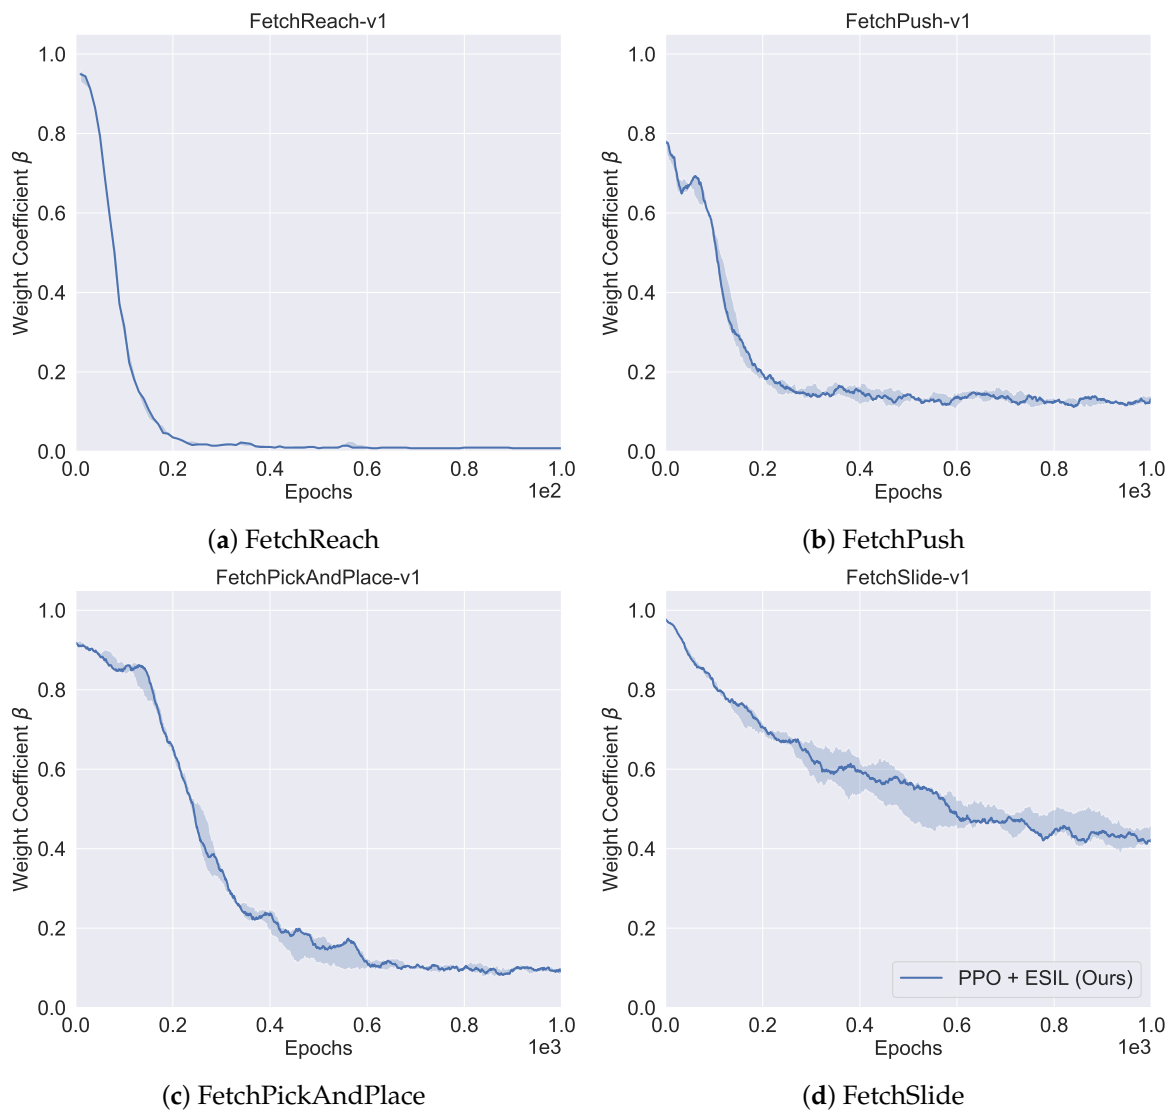 FetchReach-v1
1.0
0.8
0.6
0.4
0.2
0.0
Weight Coefficient β
0.0 0.2 0.4 0.6 0.8 1.0
Epochs
1e2
(a) FetchReach
FetchPush-v1
1.0
0.8
0.6
0.4
0.2
0.0
Weight Coefficient β
0.0 0.2 0.4 0.6 0.8 1.0
Epochs
1e3
(b) FetchPush
FetchPickAndPlace-v1
1.0
0.8
0.6
0.4
0.2
0.0
Weight Coefficient β
0.0 0.2 0.4 0.6 0.8 1.0
Epochs
1e3
(c) FetchPickAndPlace
FetchSlide-v1
1.0
0.8
0.6
0.4
0.2
0.0
Weight Coefficient β
PPO + ESIL (Ours)
0.0 0.2 0.4 0.6 0.8 1.0
Epochs
1e3
(d) FetchSlide